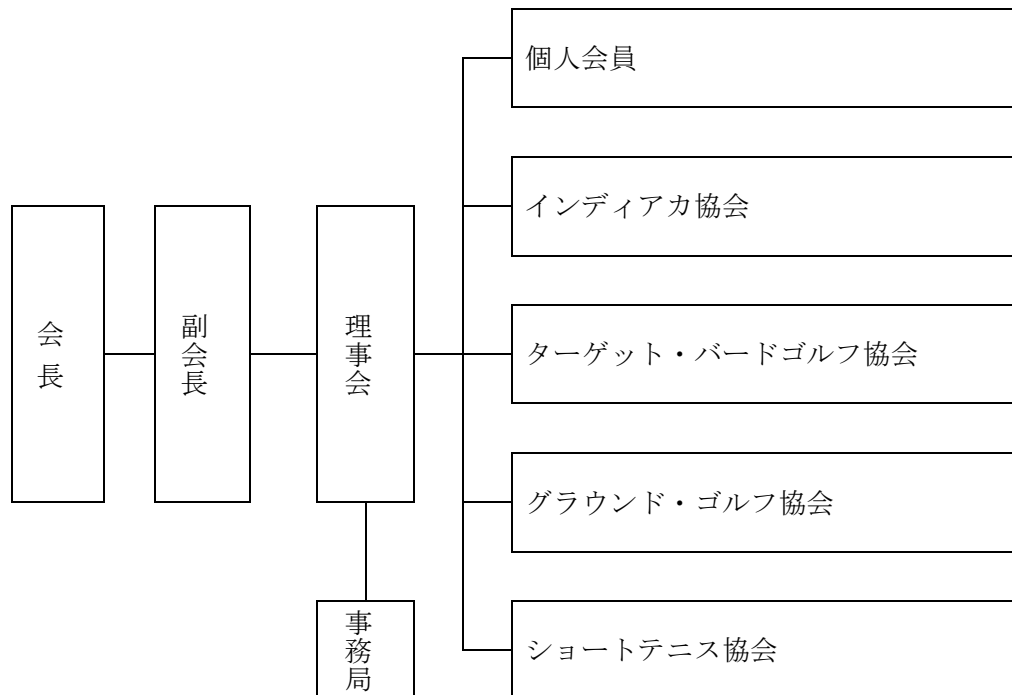 会長
副会長
理事会
事務局
個人会員
インディアカ協会
ターゲット・バードゴルフ協会
グラウンド・ゴルフ協会
ショートテニス協会